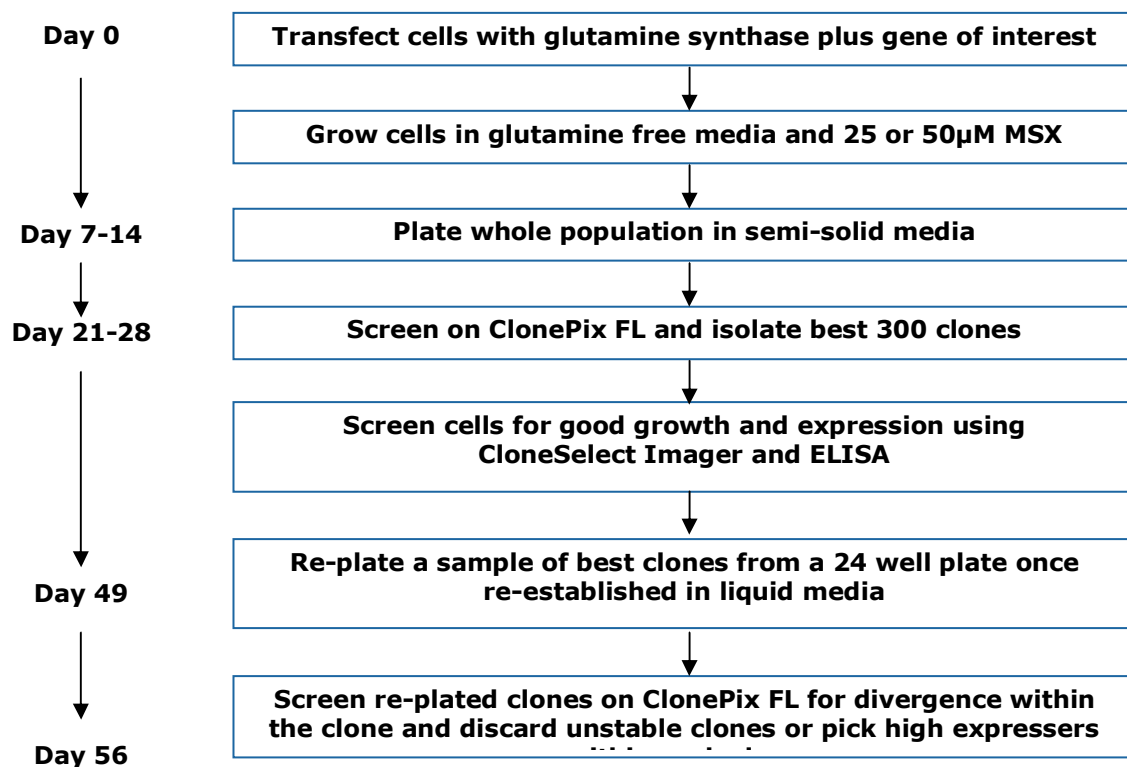 Day 0
Transfect cells with glutamine synthase plus gene of interest
Grow cells in glutamine free media and 25 or 50µM MSX
Day 7-14
Plate whole population in semi-solid media
Day 21-28
Screen on ClonePix FL and isolate best 300 clones
Screen cells for good growth and expression using
CloneSelect Imager and ELISA
Day 49
Re-plate a sample of best clones from a 24 well plate once
re-established in liquid media
Screen re-plated clones on ClonePix FL for divergence within
the clone and discard unstable clones or pick high expressers
Day 56